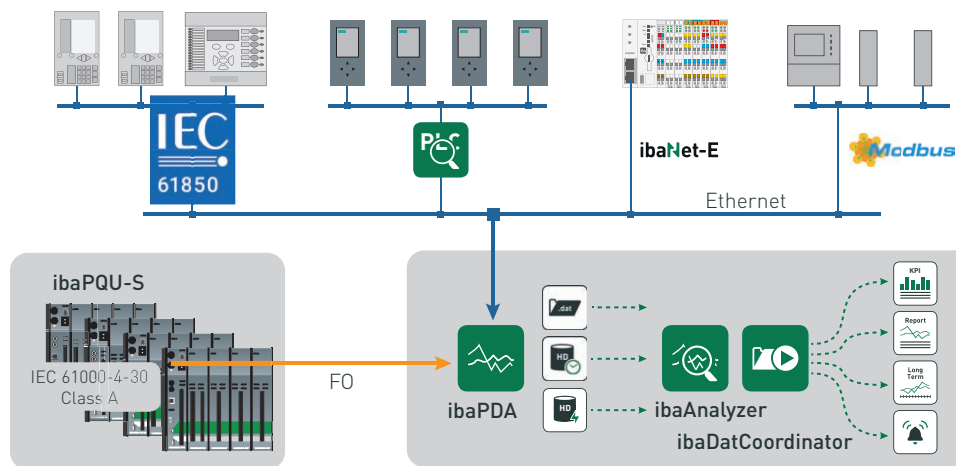 IEC
61850
PLC
ibaNet-E
Modbus
Ethernet
ibaPQU-S
IEC 61000-4-30
Class A
FO
ibaPDA
.dat
HD
HD
ibaAnalyzer
ibaDatCoordinator
KPI
Report
Long
Term